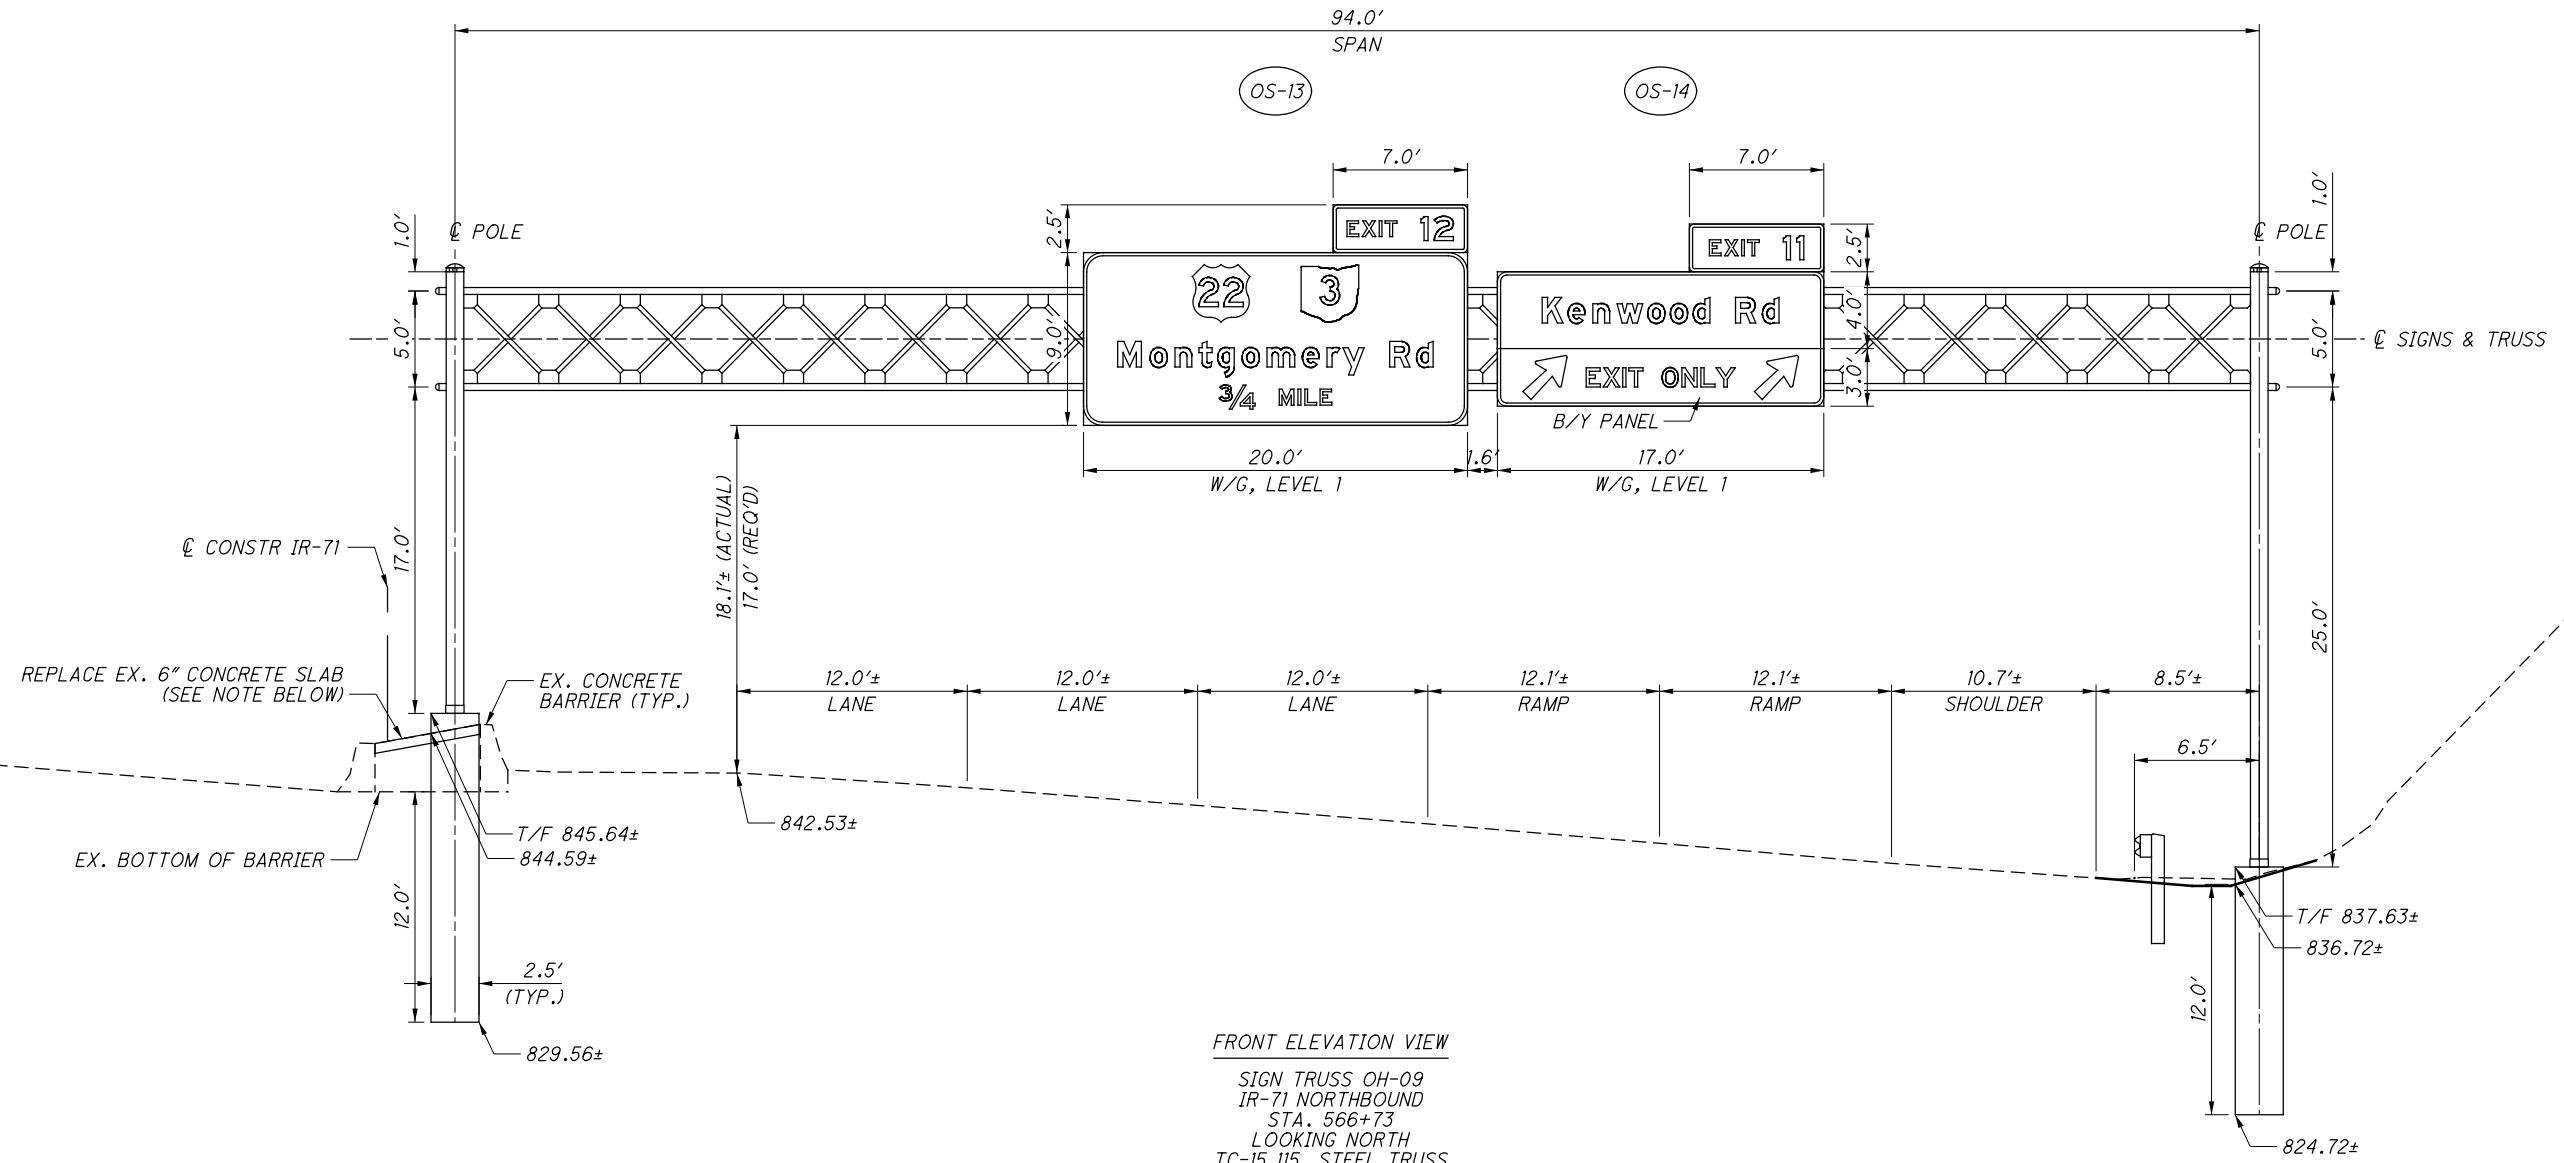 94.0'
SPAN
OS-13
OS-14
7.0'
7.0'
1.0'
℄ POLE
2.5'
EXIT 12
EXIT 11
2.5'
1.0'
℄ POLE
22 3
Montgomery Rd
3/4 MILE
Kenwood Rd
EXIT ONLY
5.0'
9.0'
4.0'
3.0'
5.0'
℄ SIGNS & TRUSS
B/Y PANEL
20.0'
W/G, LEVEL 1
1.6'
17.0'
W/G, LEVEL 1
18.1'± (ACTUAL)
17.0' (REQ'D)
17.0'
℄ CONSTR IR-71
25.0'
REPLACE EX. 6" CONCRETE SLAB
(SEE NOTE BELOW)
EX. CONCRETE
BARRIER (TYP.)
12.0'±
LANE
12.0'±
LANE
12.0'±
LANE
12.1'±
RAMP
12.1'±
RAMP
10.7'±
SHOULDER
8.5'±
6.5'
842.53±
T/F 845.64±
844.59±
EX. BOTTOM OF BARRIER
12.0'
2.5'
(TYP.)
829.56±
T/F 837.63±
836.72±
12.0'
824.72±
FRONT ELEVATION VIEW
SIGN TRUSS OH-09
IR-71 NORTHBOUND
STA. 566+73
LOOKING NORTH
TC-15.115, STEEL TRUSS